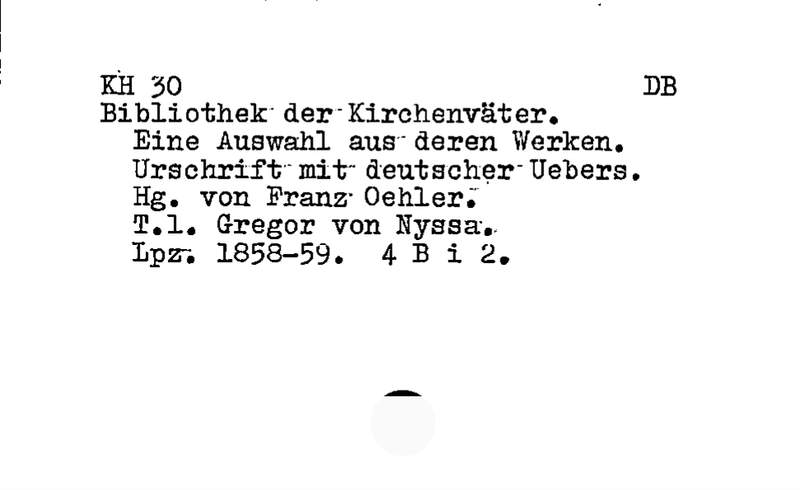 KH 30 DB
Bibliothek der Kirchenväter.
Eine Auswahl aus deren Werken.
Urschrift mit deutscher Uebers.
Hg. von Franz Oehler.
T.l. Gregor von Nyssa.
Lpz. 1858-59. 4 B i 2.